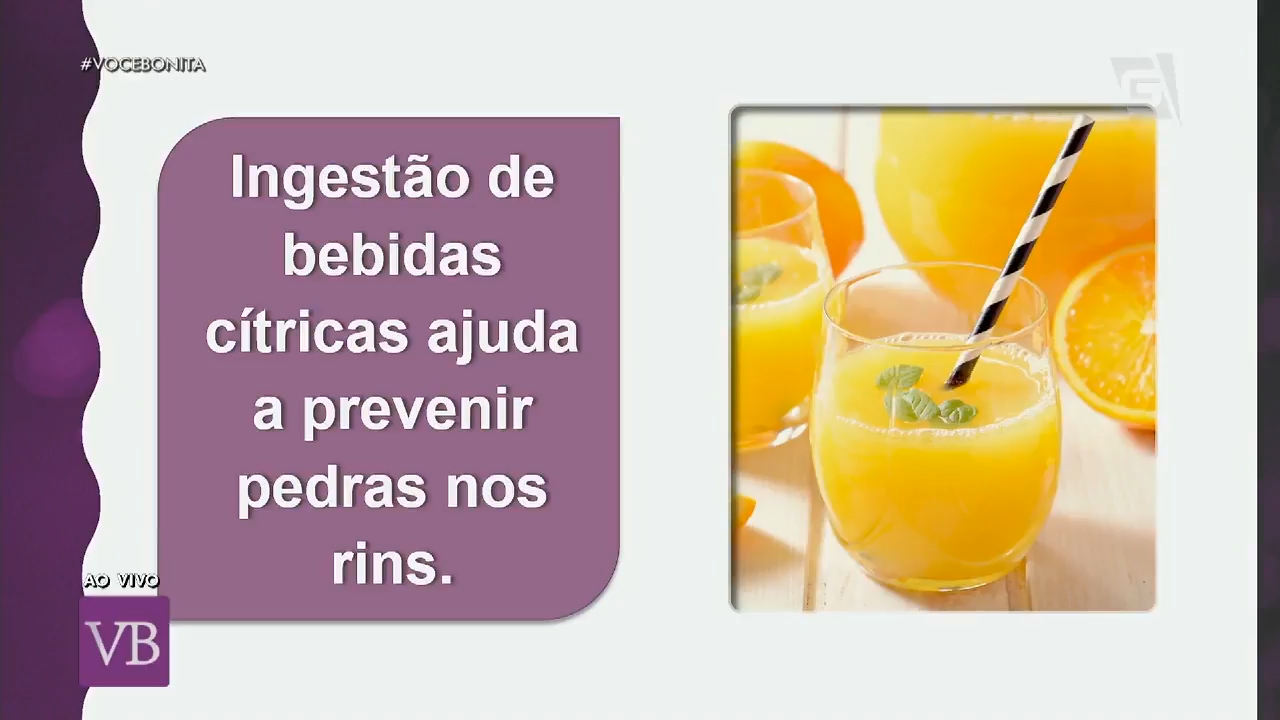 #VOCEBONITA
Ingestão de
bebidas
cítricas ajuda
a prevenir
pedras nos
rins.
AO VIVO
VB